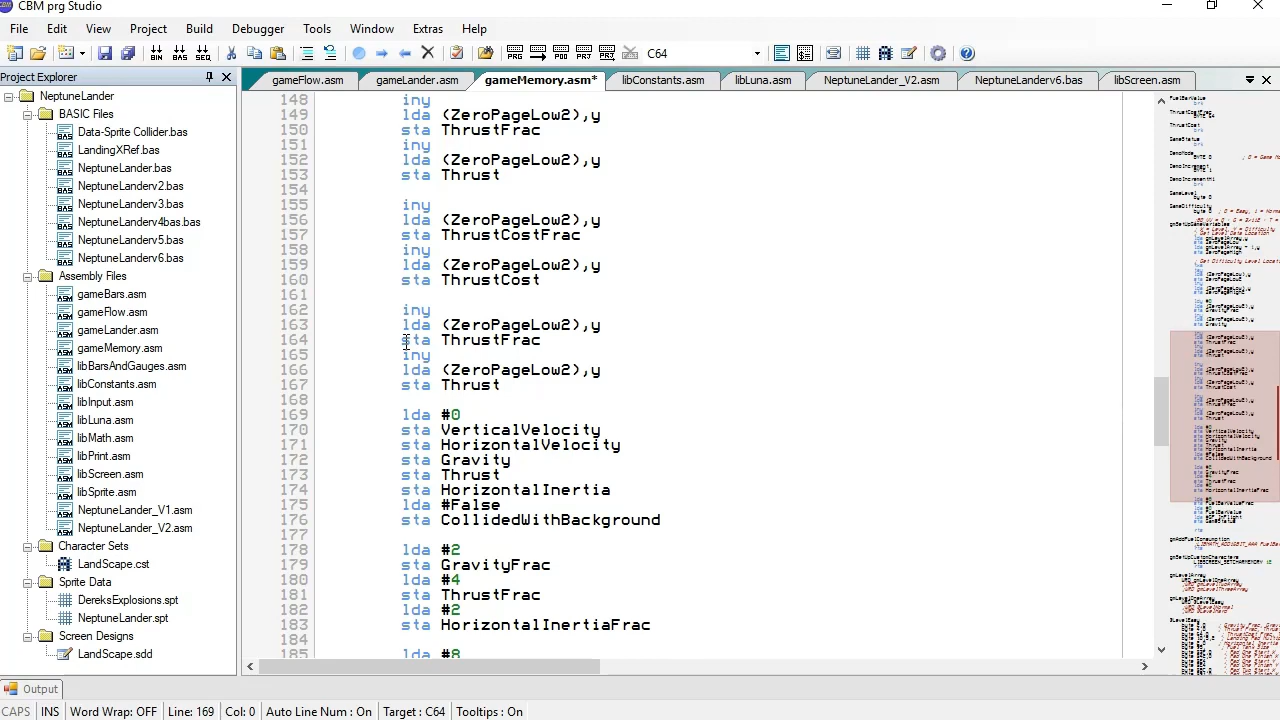 CBM prg Studio
File Edit View Project Build Debugger Tools Window Extras Help
C64
Project Explorer
gameFlow.asm gameLander.asm gameMemory.asm* libConstants.asm libLuna.asm NeptuneLander_V2.asm NeptuneLanderv6.bas libScreen.asm
NeptuneLander
BASIC Files
Data-Sprite Collider.bas
LandingXRef.bas
NeptuneLander.bas
NeptuneLanderv2.bas
NeptuneLanderv3.bas
NeptuneLanderv4bas.bas
NeptuneLanderv5.bas
NeptuneLanderv6.bas
Assembly Files
gameBars.asm
gameFlow.asm
gameLander.asm
gameMemory.asm
libBarsAndGauges.asm
libConstants.asm
libInput.asm
libLuna.asm
libMath.asm
libPrint.asm
libScreen.asm
libSprite.asm
NeptuneLander_V1.asm
NeptuneLander_V2.asm
Character Sets
LandScape.cst
Sprite Data
DereksExplosions.spt
NeptuneLander.spt
Screen Designs
LandScape.sdd
148 iny
149 lda (ZeroPageLow2),y
150 sta ThrustFrac
151 iny
152 lda (ZeroPageLow2),y
153 sta Thrust
154
155 iny
156 lda (ZeroPageLow2),y
157 sta ThrustCostFrac
158 iny
159 lda (ZeroPageLow2),y
160 sta ThrustCost
161
162 iny
163 lda (ZeroPageLow2),y
164 sta ThrustFrac
165 iny
166 lda (ZeroPageLow2),y
167 sta Thrust
168
169 lda #0
170 sta VerticalVelocity
171 sta HorizontalVelocity
172 sta Gravity
173 sta Thrust
174 sta HorizontalInertia
175 lda #False
176 sta CollidedWithBackground
177
178 lda #2
179 sta GravityFrac
180 lda #4
181 sta ThrustFrac
182 lda #2
183 sta HorizontalInertiaFrac
184
185 lda #8
Output
CAPS INS Word Wrap: OFF Line: 169 Col: 0 Auto Line Num : On Target : C64 Tooltips : On